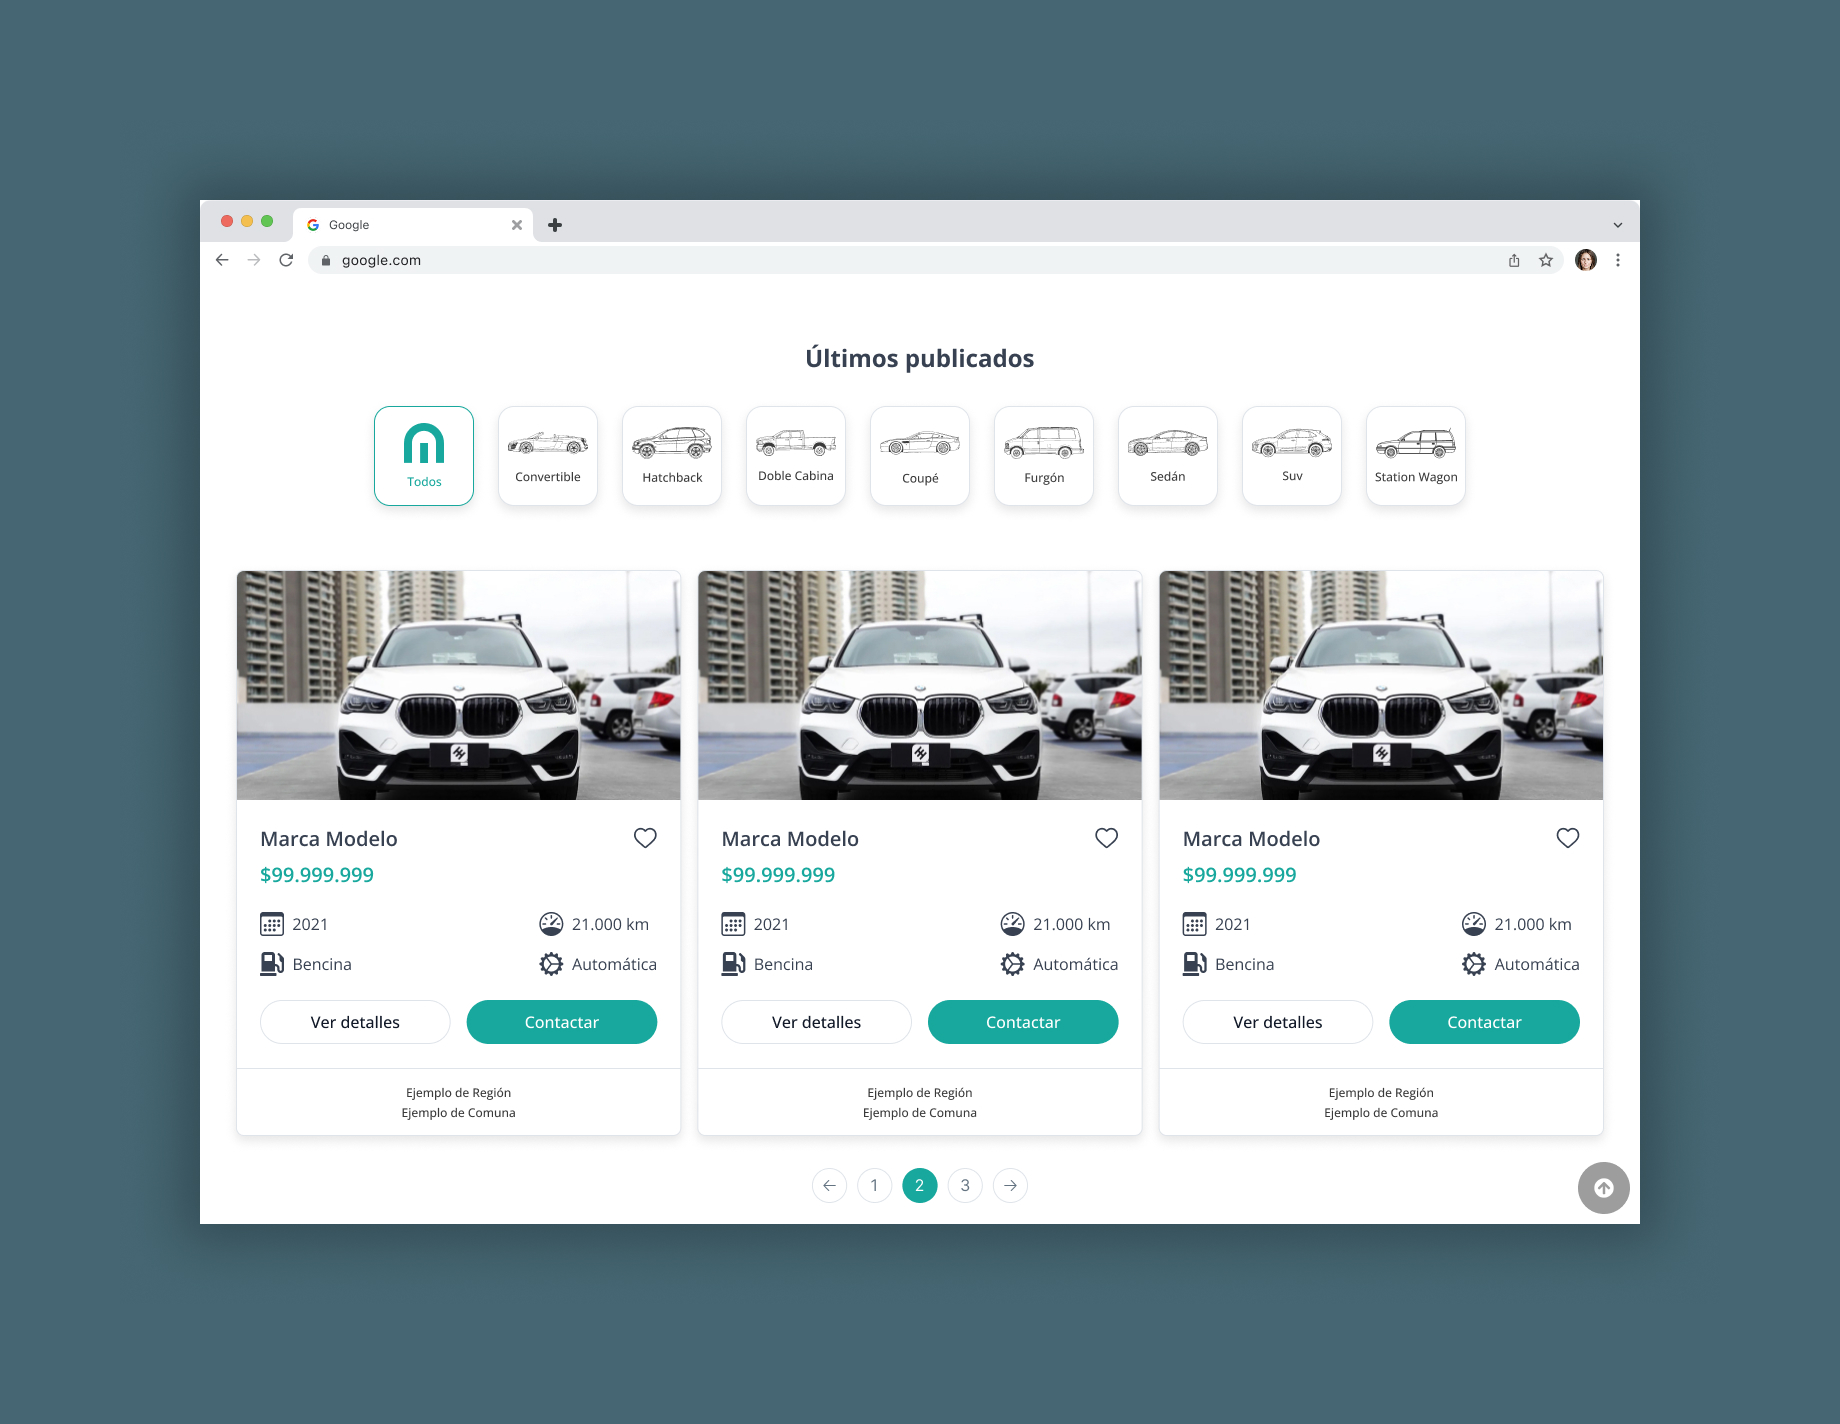 Google
google.com
Últimos publicados
Todos
Convertible
Hatchback
Doble Cabina
Coupé
Furgón
Sedán
Suv
Station Wagon
Marca Modelo
$99.999.999
2021
21.000 km
Bencina
Automática
Ver detalles
Contactar
Ejemplo de Región
Ejemplo de Comuna
Marca Modelo
$99.999.999
2021
21.000 km
Bencina
Automática
Ver detalles
Contactar
Ejemplo de Región
Ejemplo de Comuna
Marca Modelo
$99.999.999
2021
21.000 km
Bencina
Automática
Ver detalles
Contactar
Ejemplo de Región
Ejemplo de Comuna
1
2
3